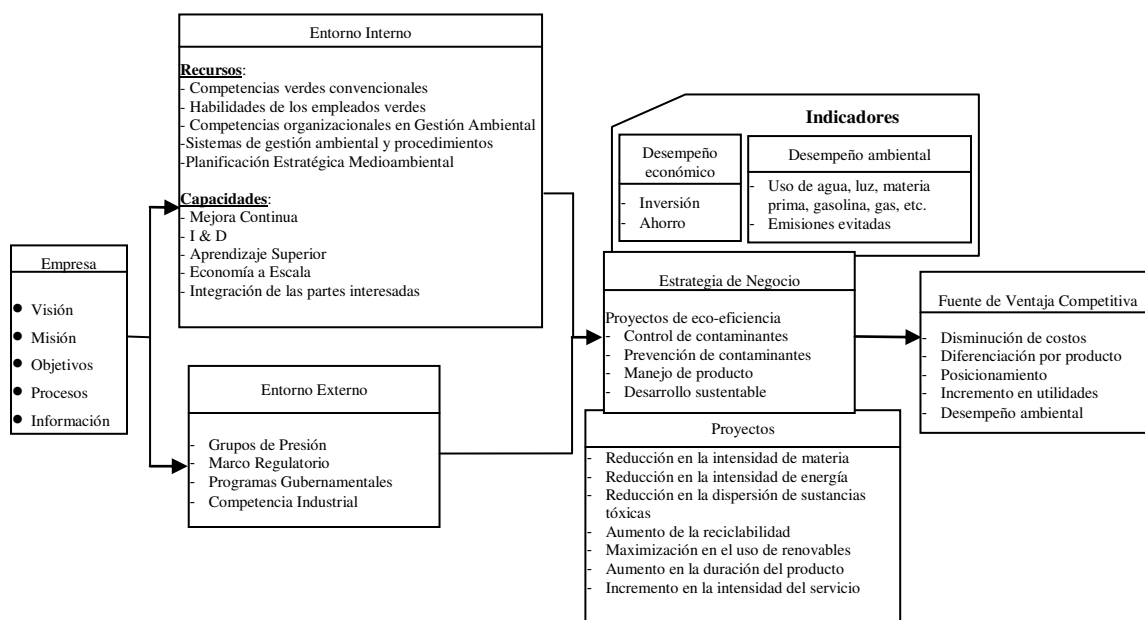 Entorno Interno
Recursos:
- Competencias verdes convencionales
- Habilidades de los empleados verdes
- Competencias organizacionales en Gestión Ambiental
-Sistemas de gestión ambiental y procedimientos
-Planificación Estratégica Medioambiental
Capacidades:
- Mejora Continua
- I & D
- Aprendizaje Superior
- Economía a Escala
- Integración de las partes interesadas
Indicadores
Desempeño
económico
- Inversión
- Ahorro
Desempeño ambiental
- Uso de agua, luz, materia
prima, gasolina, gas, etc.
- Emisiones evitadas
Empresa
● Visión
● Misión
● Objetivos
● Procesos
● Información
Entorno Externo
- Grupos de Presión
- Marco Regulatorio
- Programas Gubernamentales
- Competencia Industrial
Estrategia de Negocio
Proyectos de eco-eficiencia
- Control de contaminantes
- Prevención de contaminantes
- Manejo de producto
- Desarrollo sustentable
Fuente de Ventaja Competitiva
- Disminución de costos
- Diferenciación por producto
- Posicionamiento
- Incremento en utilidades
- Desempeño ambiental
Proyectos
- Reducción en la intensidad de materia
- Reducción en la intensidad de energía
- Reducción en la dispersión de sustancias
tóxicas
- Aumento de la reciclabilidad
- Maximización en el uso de renovables
- Aumento en la duración del producto
- Incremento en la intensidad del servicio